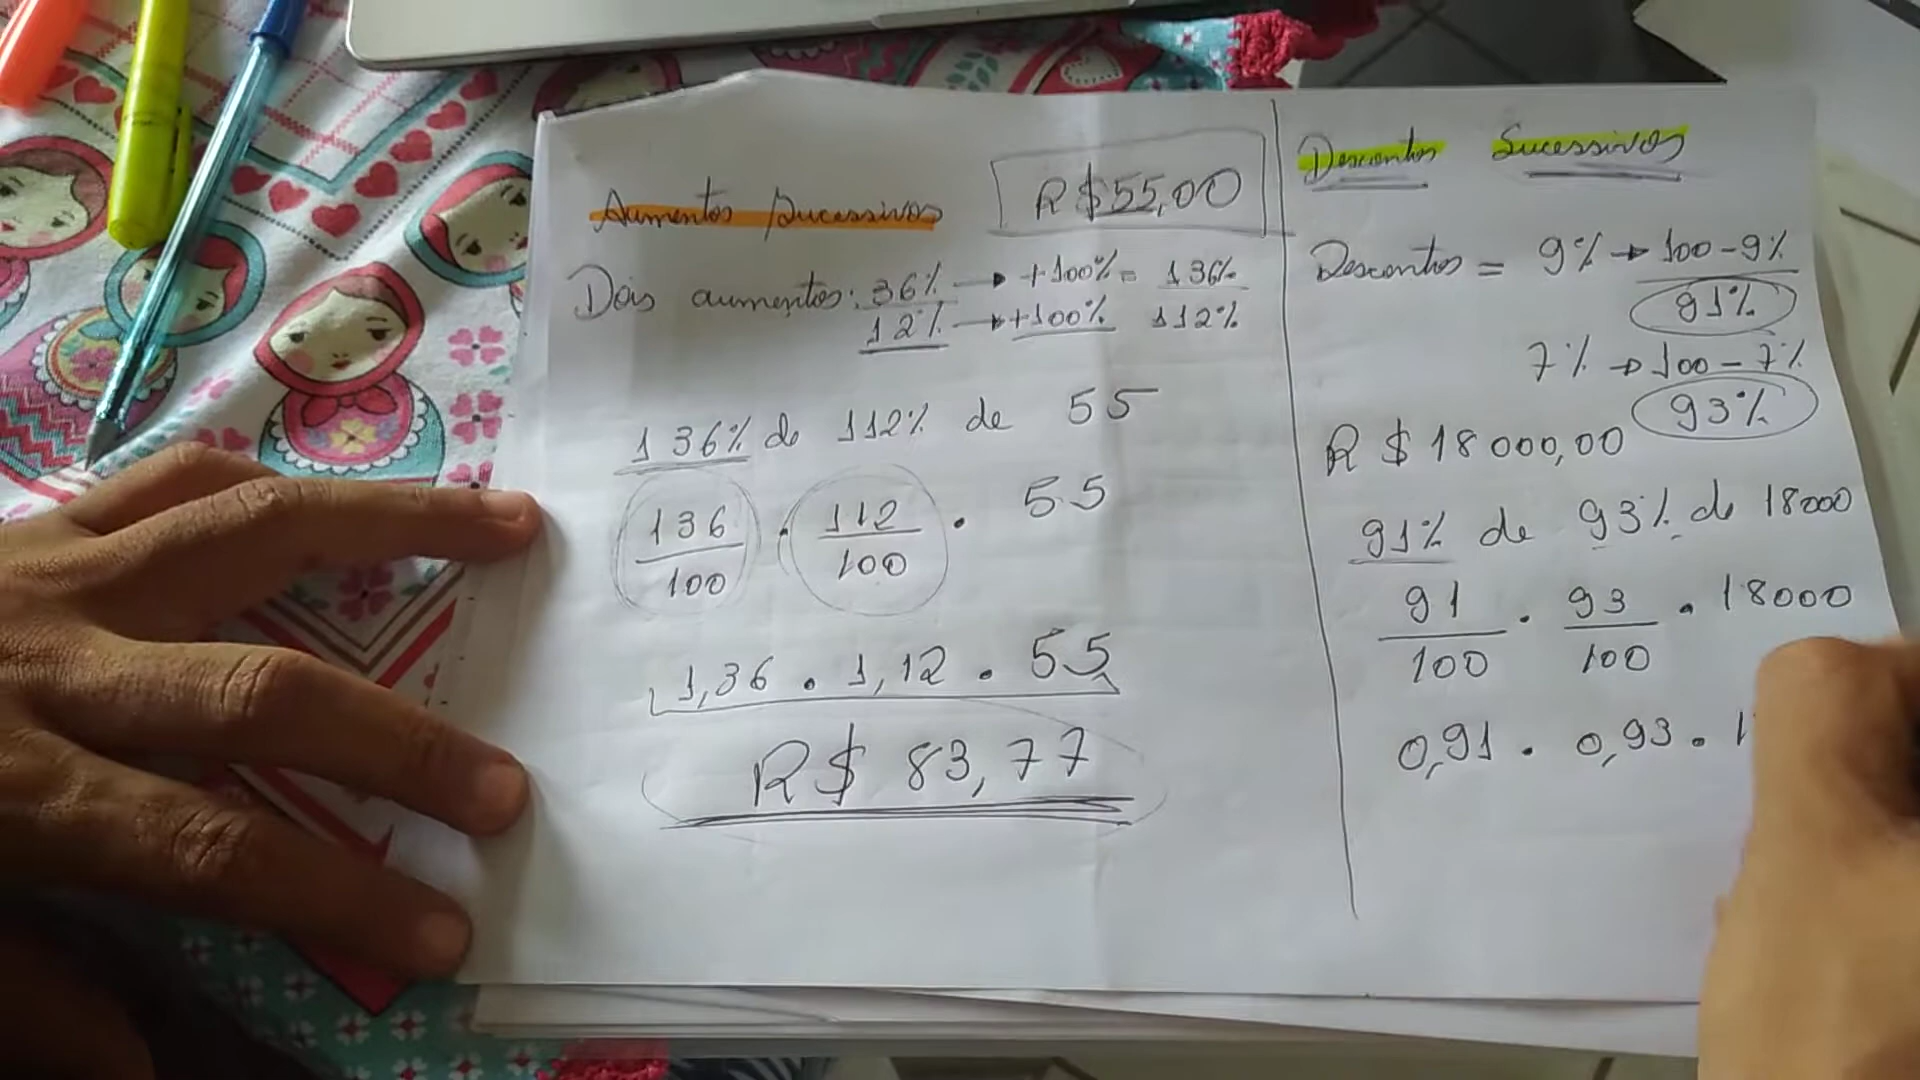 Aumentos Sucessivos
R$55,00
Dois aumentos: 36% → +100% = 136%
12% → +100% 112%
136% de 112% de 55
136/100 · 112/100 · 55
1,36 · 1,12 · 55
R$ 83,77
Descontos Sucessivos
Descontos = 9% → 100-9%
91%
7% → 100-7%
93%
R$18000,00
91% de 93% de 18000
91/100 · 93/100 · 18000
0,91 · 0,93 · 1